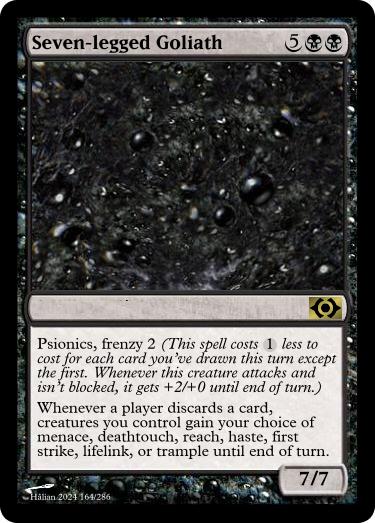 Seven-legged Goliath 5
Psionics, frenzy 2 (This spell costs 1 less to
cost for each card you've drawn this turn except
the first. Whenever this creature attacks and
isn't blocked, it gets +2/+0 until end of turn.)
Whenever a player discards a card,
creatures you control gain your choice of
menace, deathtouch, reach, haste, first
strike, lifelink, or trample until end of turn.
7/7
Hálian 2024 164/286